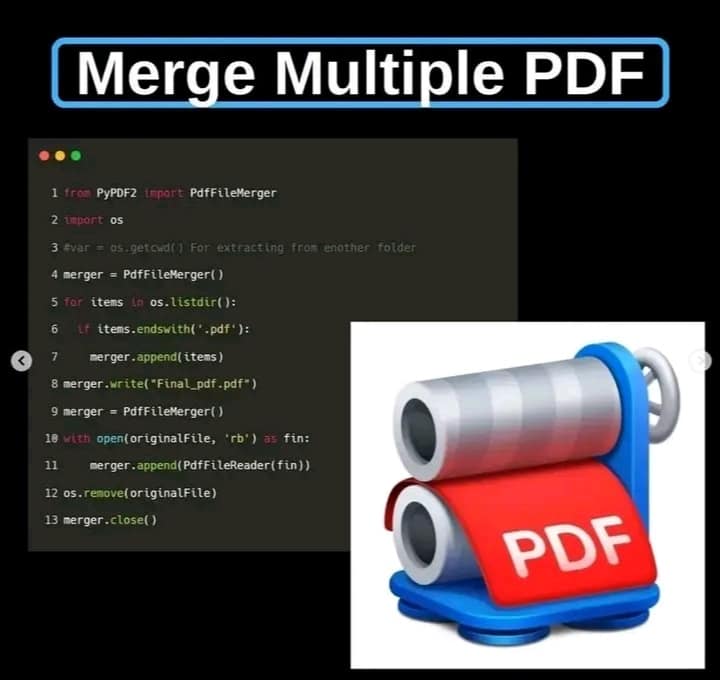 Merge Multiple PDF
1 from PyPDF2 import PdfFileMerger
2 import os
3 #var = os.getcwd() For extracting from enother folder
4 merger = PdfFileMerger()
5 for items in os.listdir():
6   if items.endswith('.pdf'):
7     merger.append(items)
8 merger.write("Final_pdf.pdf")
9 merger = PdfFileMerger()
10 with open(originalFile, 'rb') as fin:
11     merger.append(PdfFileReader(fin))
12 os.remove(originalFile)
13 merger.close()
PDF